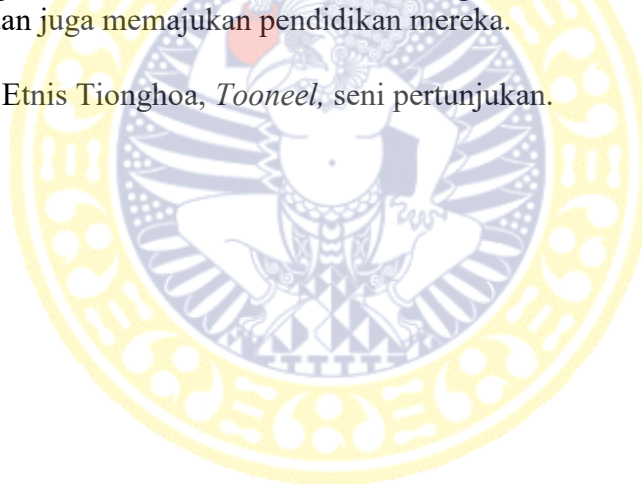 an juga memajukan pendidikan mereka.
Etnis Tionghoa, Tooneel, seni pertunjukan.